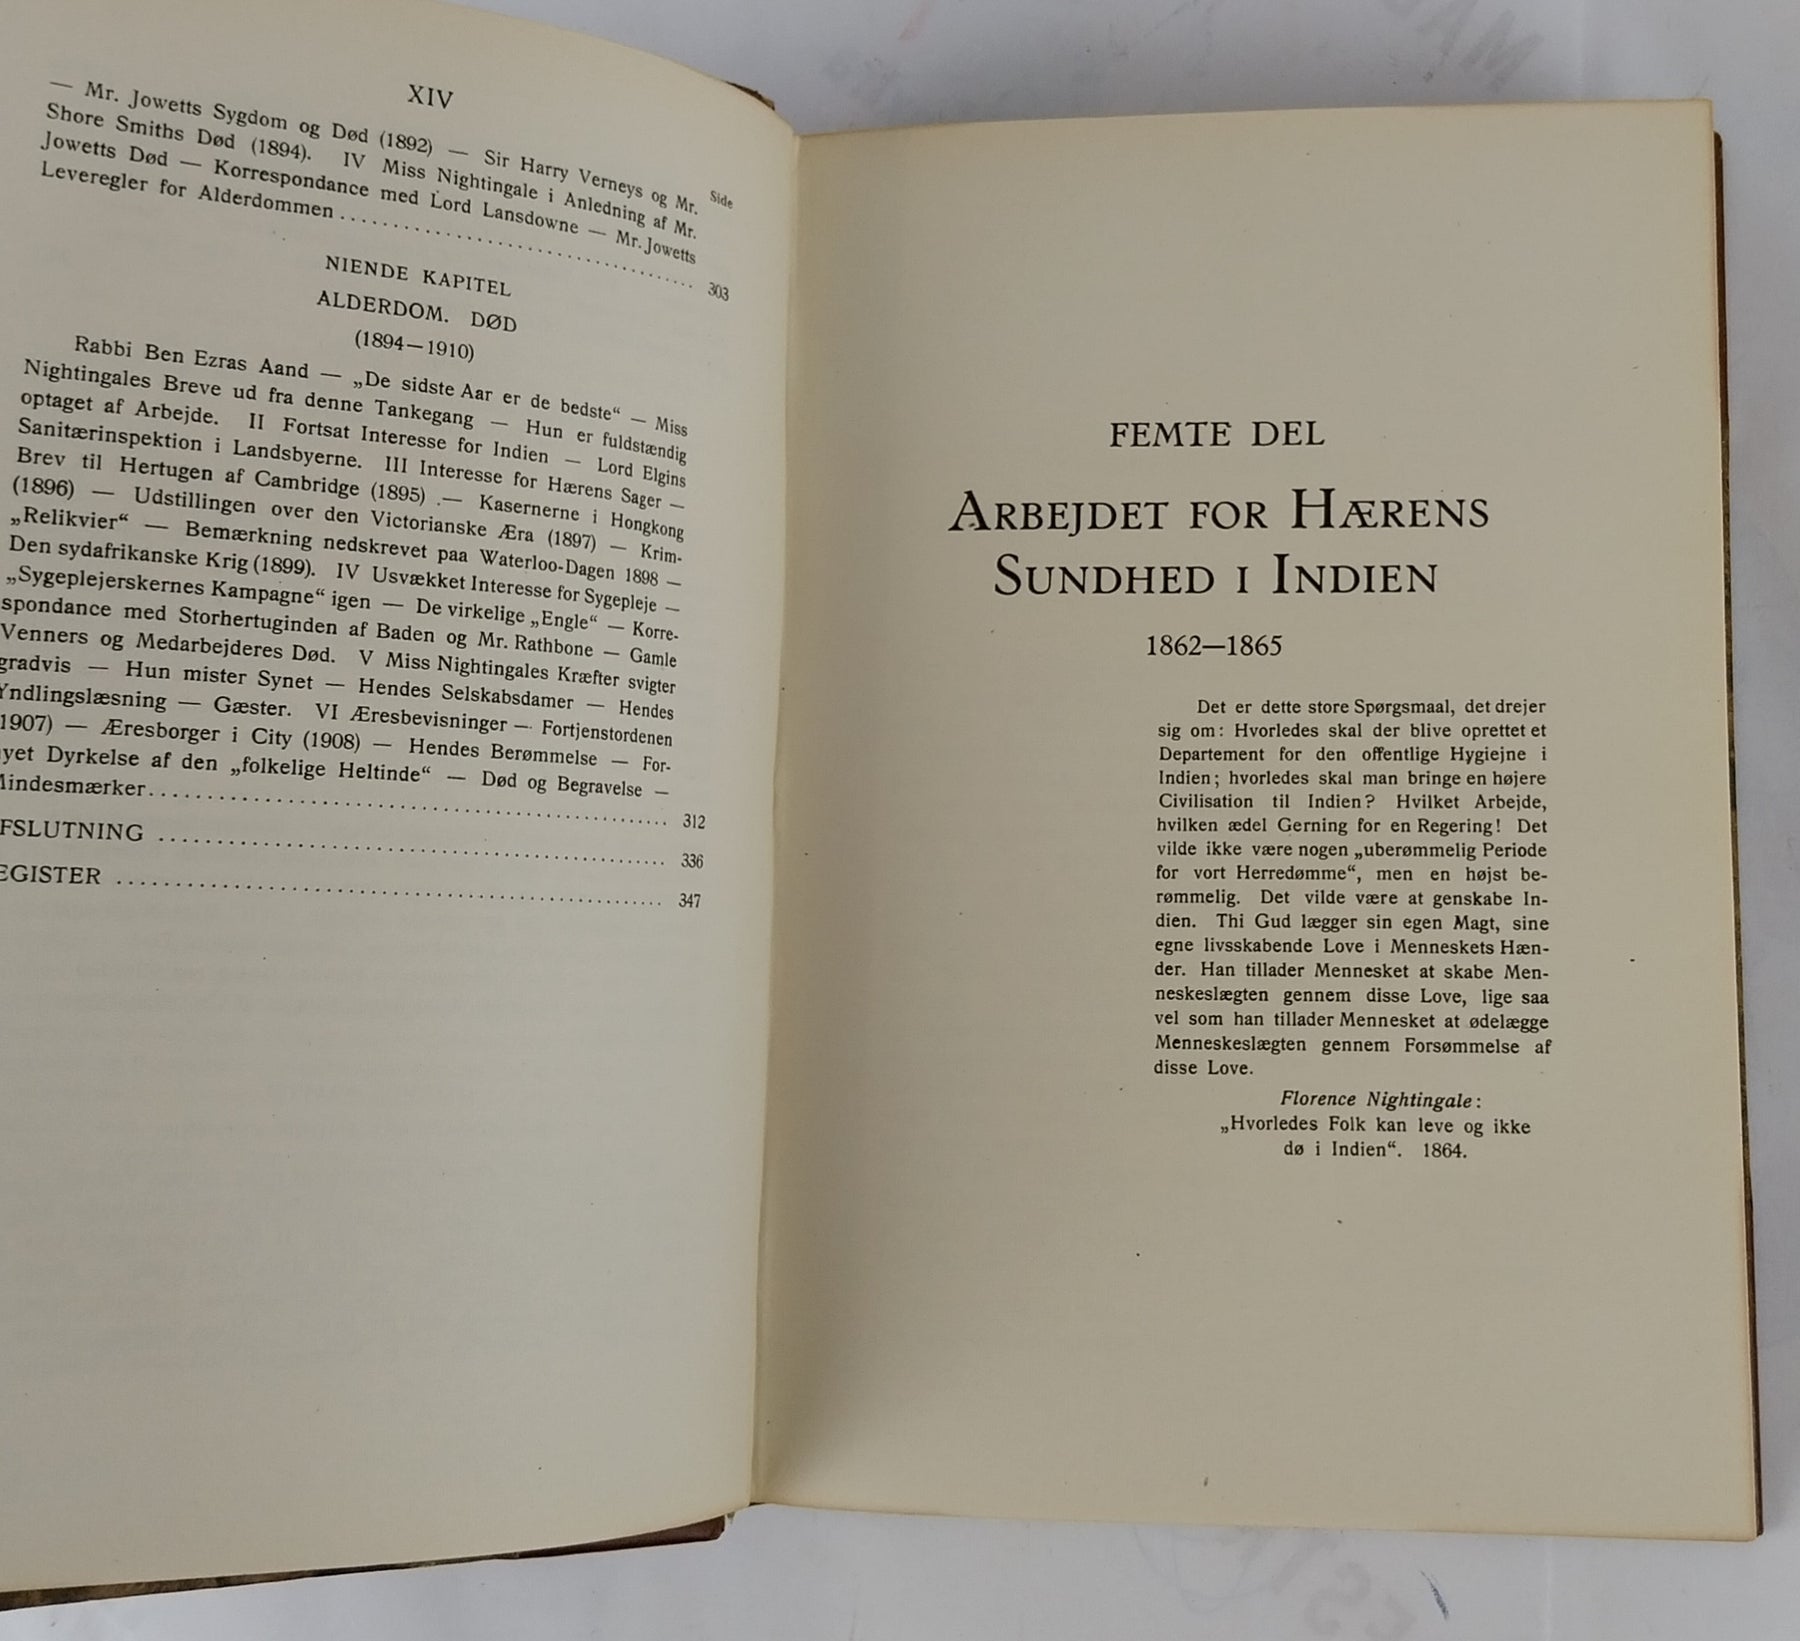 XIV
Side
— Mr. Jowetts Sygdom og Død (1892) — Sir Harry Verneys og Mr.
Shore Smiths Død (1894). IV Miss Nightingale i Anledning af Mr.
Jowetts Død — Korrespondance med Lord Lansdowne — Mr. Jowetts
Leveregler for Alderdommen ........ 303
NIENDE KAPITEL
ALDERDOM. DØD
(1894—1910)
Rabbi Ben Ezras Aand — „De sidste Aar er de bedste“ — Miss
Nightingales Breve ud fra denne Tankegang — Hun er fuldstændig
optaget af Arbejde. II Fortsat Interesse for Indien — Lord Elgins
Sanitærinspektion i Landsbyerne. III Interesse for Hærens Sager —
Brev til Hertugen af Cambridge (1895) — Kasernerne i Hongkong
(1896) — Udstillingen over den Victorianske Æra (1897) — Krim-
„Relikvier“ — Bemærkning nedskrevet paa Waterloo-Dagen 1898 —
Den sydafrikanske Krig (1899). IV Usvækket Interesse for Sygepleje —
„Sygeplejerskernes Kampagne“ igen — De virkelige „Engle“ — Korre-
spondance med Storhertuginden af Baden og Mr. Rathbone — Gamle
Venners og Medarbejderes Død. V Miss Nightingales Kræfter svigter
gradvis — Hun mister Synet — Hendes Selskabsdamer — Hendes
Yndlingslæsning — Gæster. VI Æresbevisninger — Fortjenstordenen
1907) — Æresborger i City (1908) — Hendes Berømmelse — For-
yet Dyrkelse af den „folkelige Heltinde“ — Død og Begravelse —
Mindesmærker ........ 312
FSLUTNING ........ 336
EGISTER ........ 347
FEMTE DEL
ARBEJDET FOR HÆRENS
SUNDHED I INDIEN
1862—1865
Det er dette store Spørgsmaal, det drejer
sig om: Hvorledes skal der blive oprettet et
Departement for den offentlige Hygiejne i
Indien; hvorledes skal man bringe en højere
Civilisation til Indien? Hvilket Arbejde,
hvilken ædel Gerning for en Regering! Det
vilde ikke være nogen „uberømmelig Periode
for vort Herredømme“, men en højst be-
rømmelig. Det vilde være at genskabe In-
dien. Thi Gud lægger sin egen Magt, sine
egne livsskabende Love i Menneskets Hæn-
der. Han tillader Mennesket at skabe Men-
neskeslægten gennem disse Love, lige saa
vel som han tillader Mennesket at ødelægge
Menneskeslægten gennem Forsømmelse af
disse Love.
Florence Nightingale:
„Hvorledes Folk kan leve og ikke
dø i Indien“. 1864.